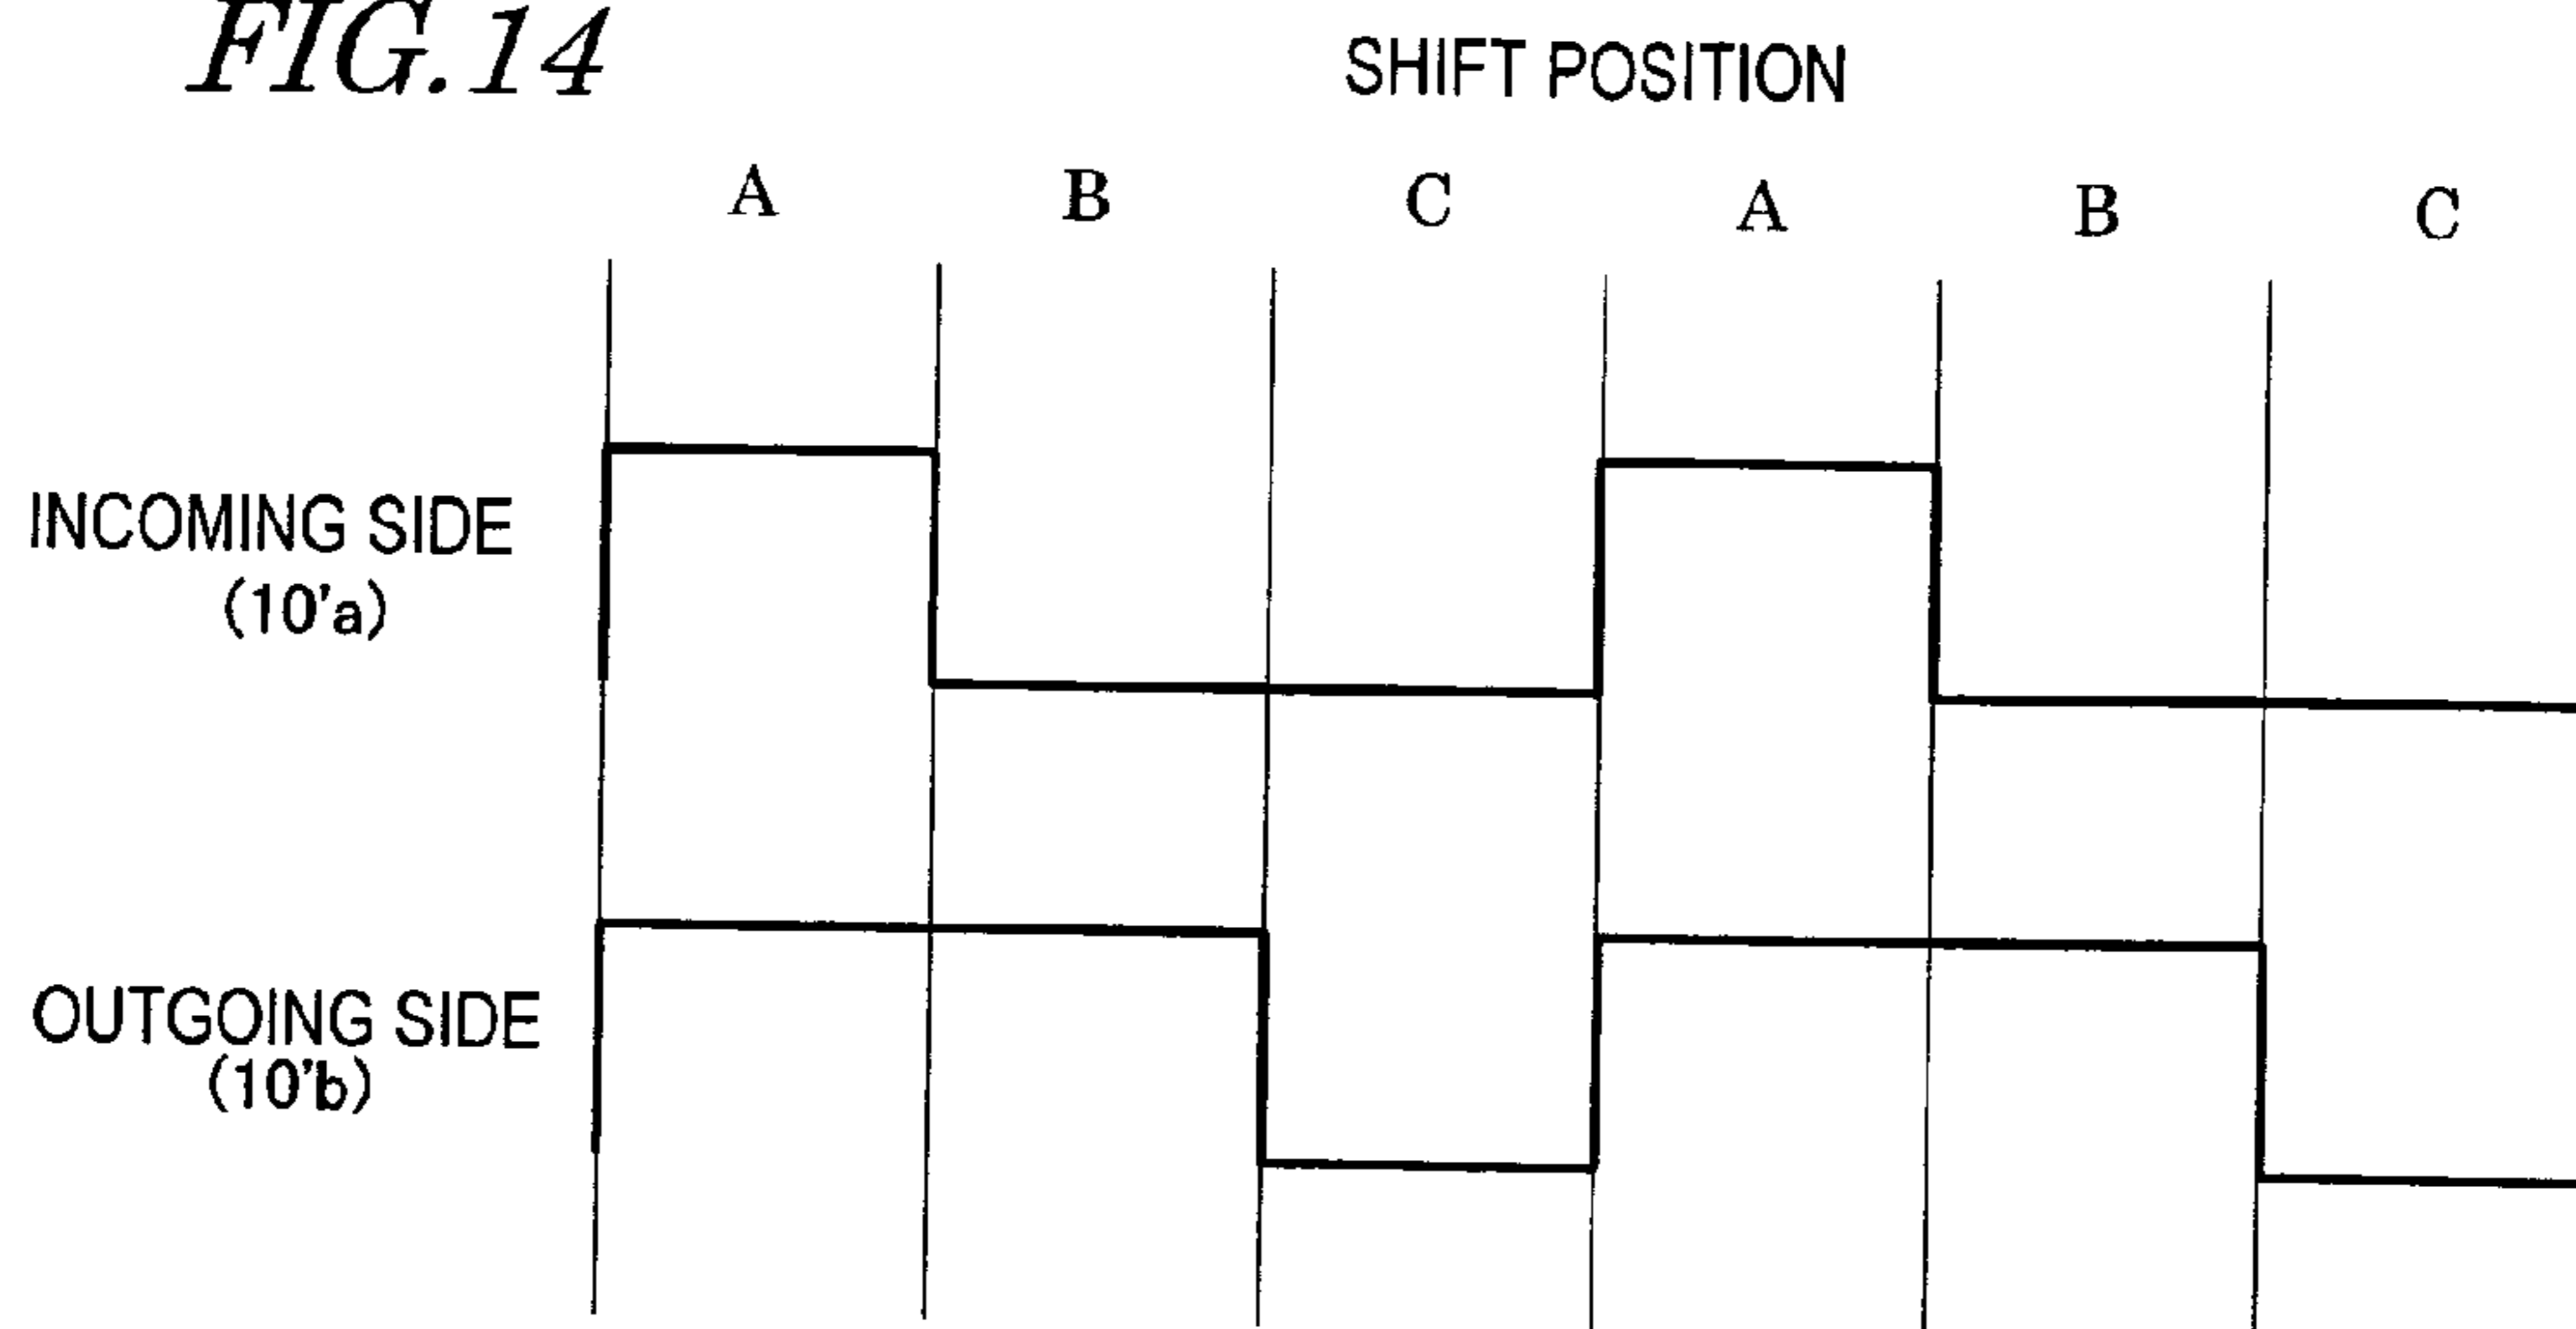 FIG.14
SHIFT POSITION
A B C A B C
INCOMING SIDE
(10'a)
OUTGOING SIDE
(10'b)